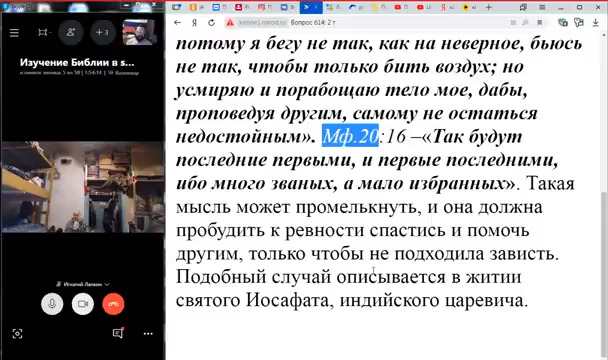 Изучение Библии в s...
+3
Вопрос 614: 2 т
потому я бегу не так, как на неверное, бьюсь
не так, чтобы только бить воздух; но
усмиряю и порабощаю тело мое, дабы,
проповедуя другим, самому не остаться
недостойным». Мф.20:16 –«Так будут
последние первыми, и первые последними,
ибо много званых, а мало избранных». Такая
мысль может промелькнуть, и она должна
пробудить к ревности спастись и помочь
другим, только чтобы не подходила зависть.
Подобный случай описывается в житии
святого Иосафата, индийского царевича.
Игнатий Лапкин